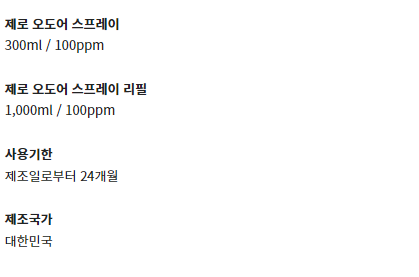 제로 오도어 스프레이
300ml / 100ppm
제로 오도어 스프레이 리필
1,000ml / 100ppm
사용기한
제조일로부터 24개월
제조국가
대한민국